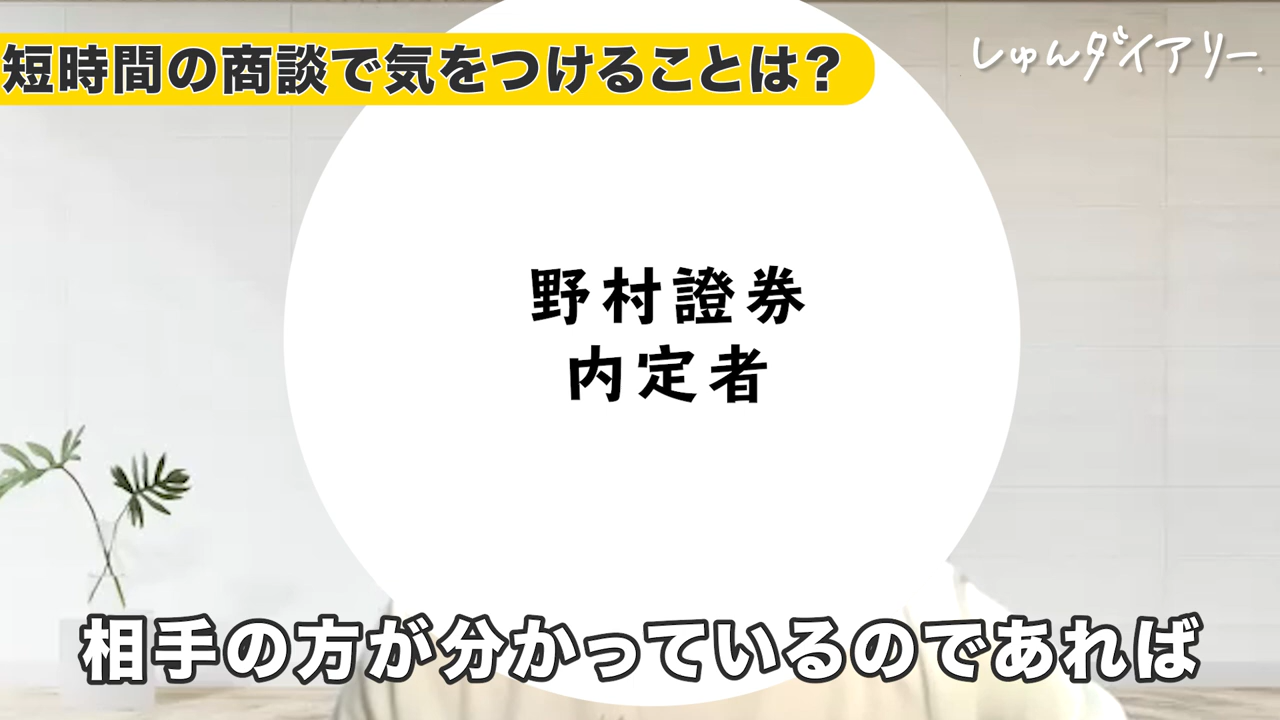 短時間の商談で気をつけることは？
しゅんダイアリー.
野村證券
内定者
相手の方が分かっているのであれば